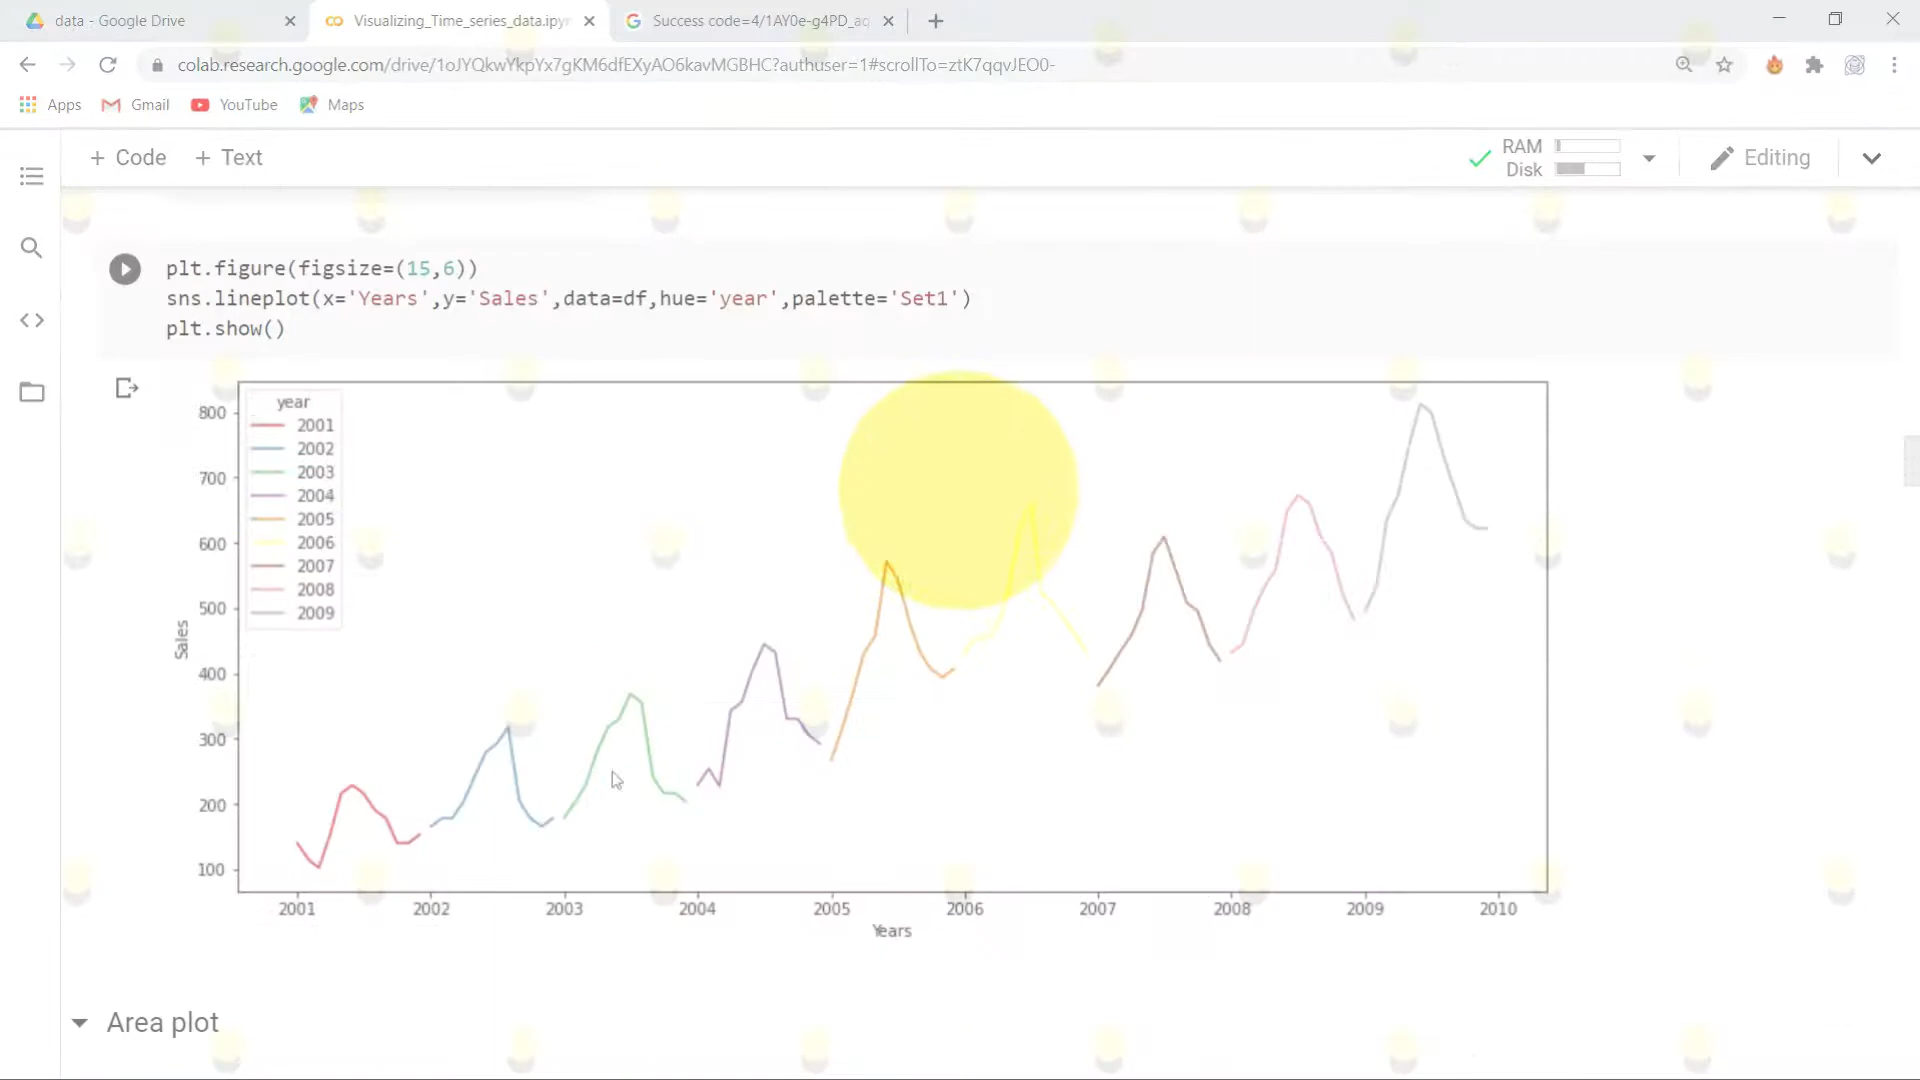 data - Google Drive
Visualizing_Time_series_data.ipyn
Success code=4/1AY0e-g4PD_aq
colab.research.google.com/drive/1oJYQkwYkpYx7gKM6dfEXyAO6kavMGBHC?authuser=1#scrollTo=ztK7qqvJEO0-
Apps
Gmail
YouTube
Maps
+ Code
+ Text
RAM
Disk
Editing
plt.figure(figsize=(15,6))
sns.lineplot(x='Years',y='Sales',data=df,hue='year',palette='Set1')
plt.show()
year
2001
2002
2003
2004
2005
2006
2007
2008
2009
800
700
600
500
400
300
200
100
Sales
2001
2002
2003
2004
2005
2006
2007
2008
2009
2010
Years
Area plot